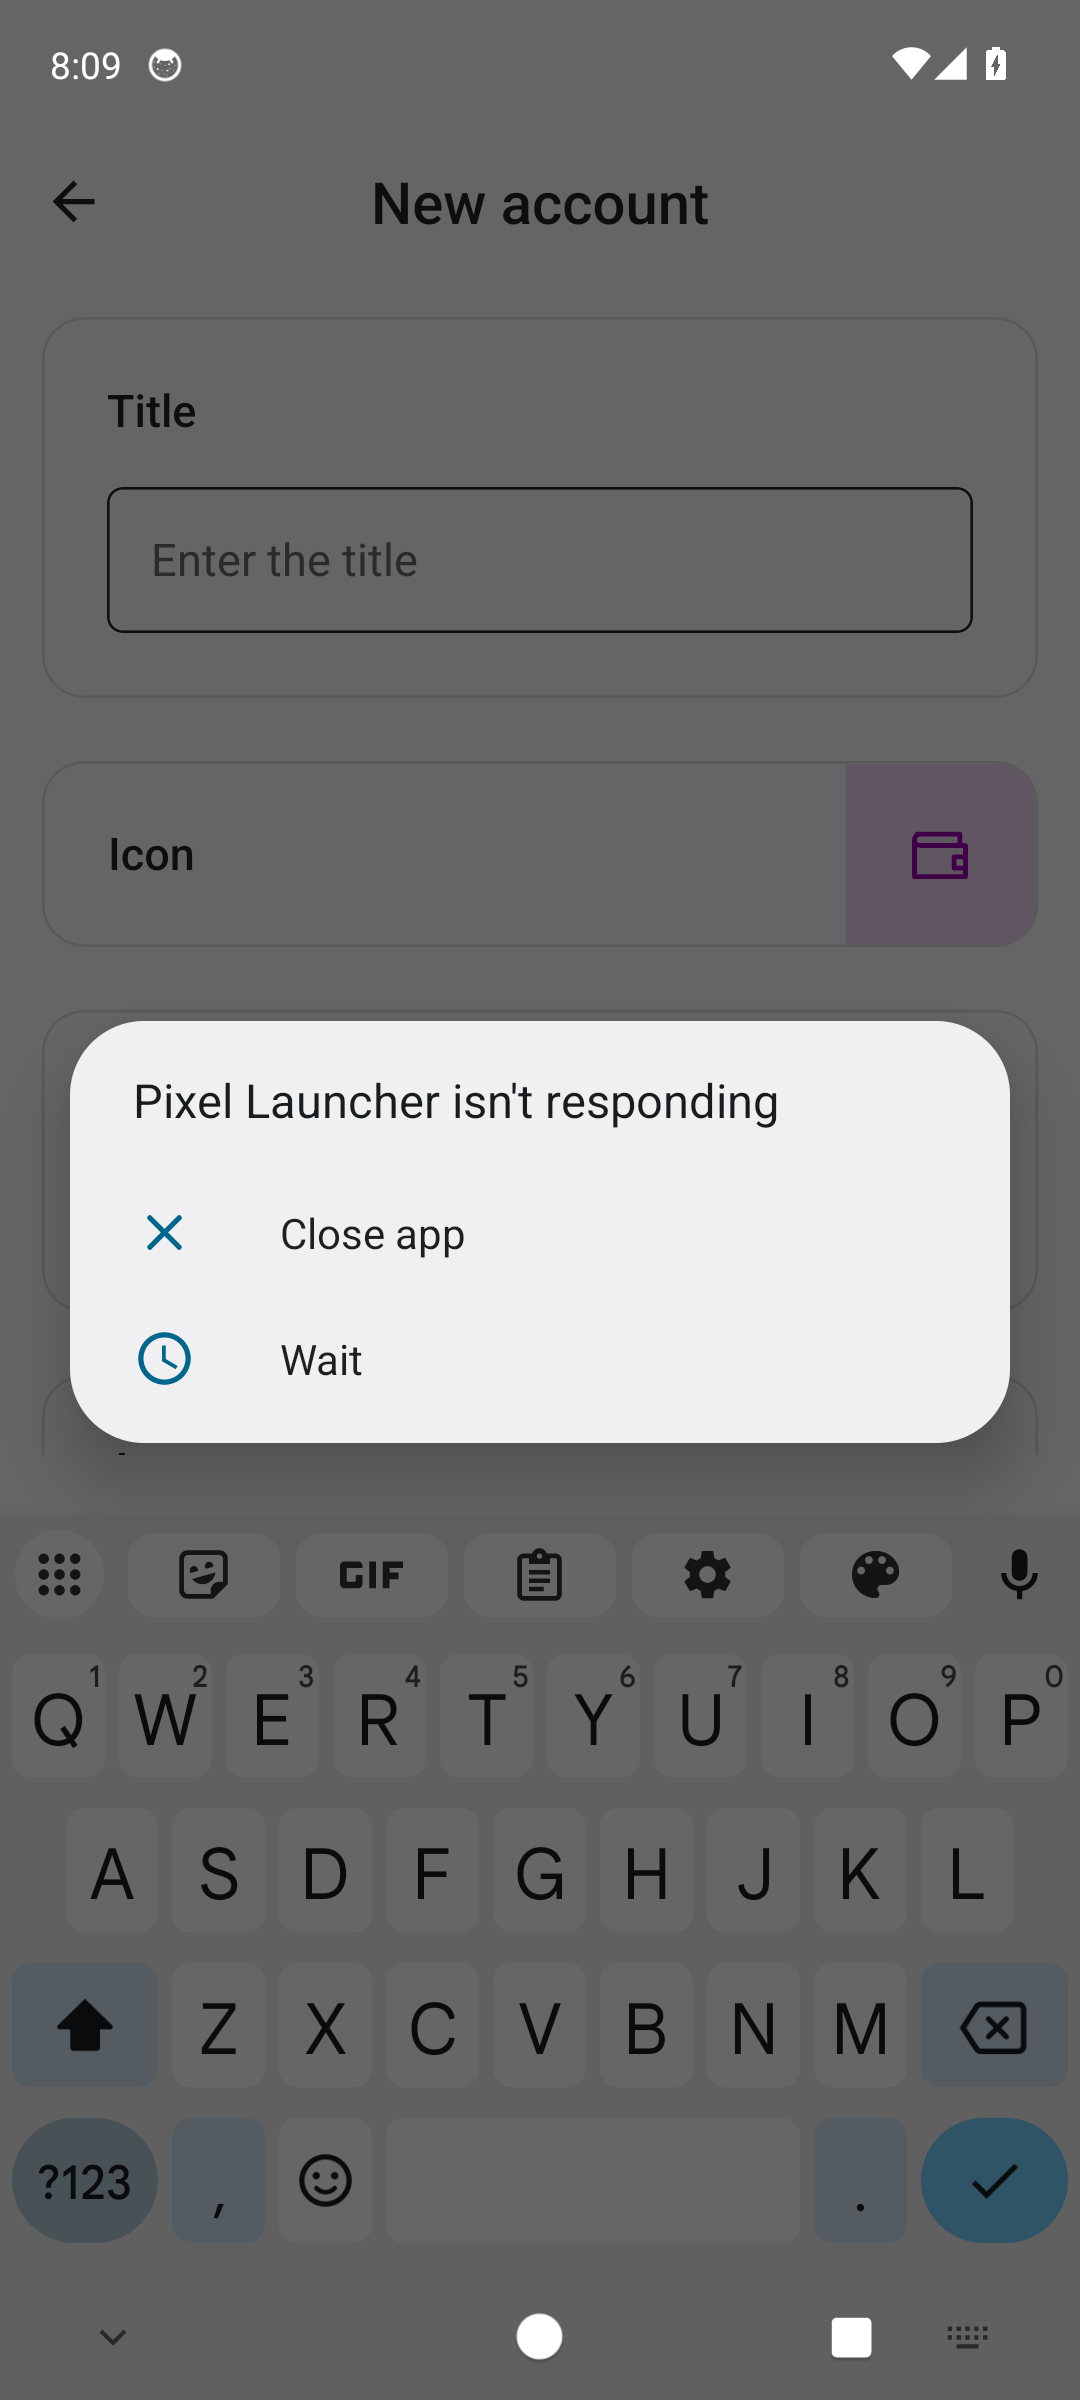 8:09
New account
Title
Enter the title
Icon
Pixel Launcher isn't responding
Close app
Wait
GIF
Q1 W2 E3 R4 T5 Y6 U7 I8 O9 P0
A S D F G H J K L
Z X C V B N M
?123 , .